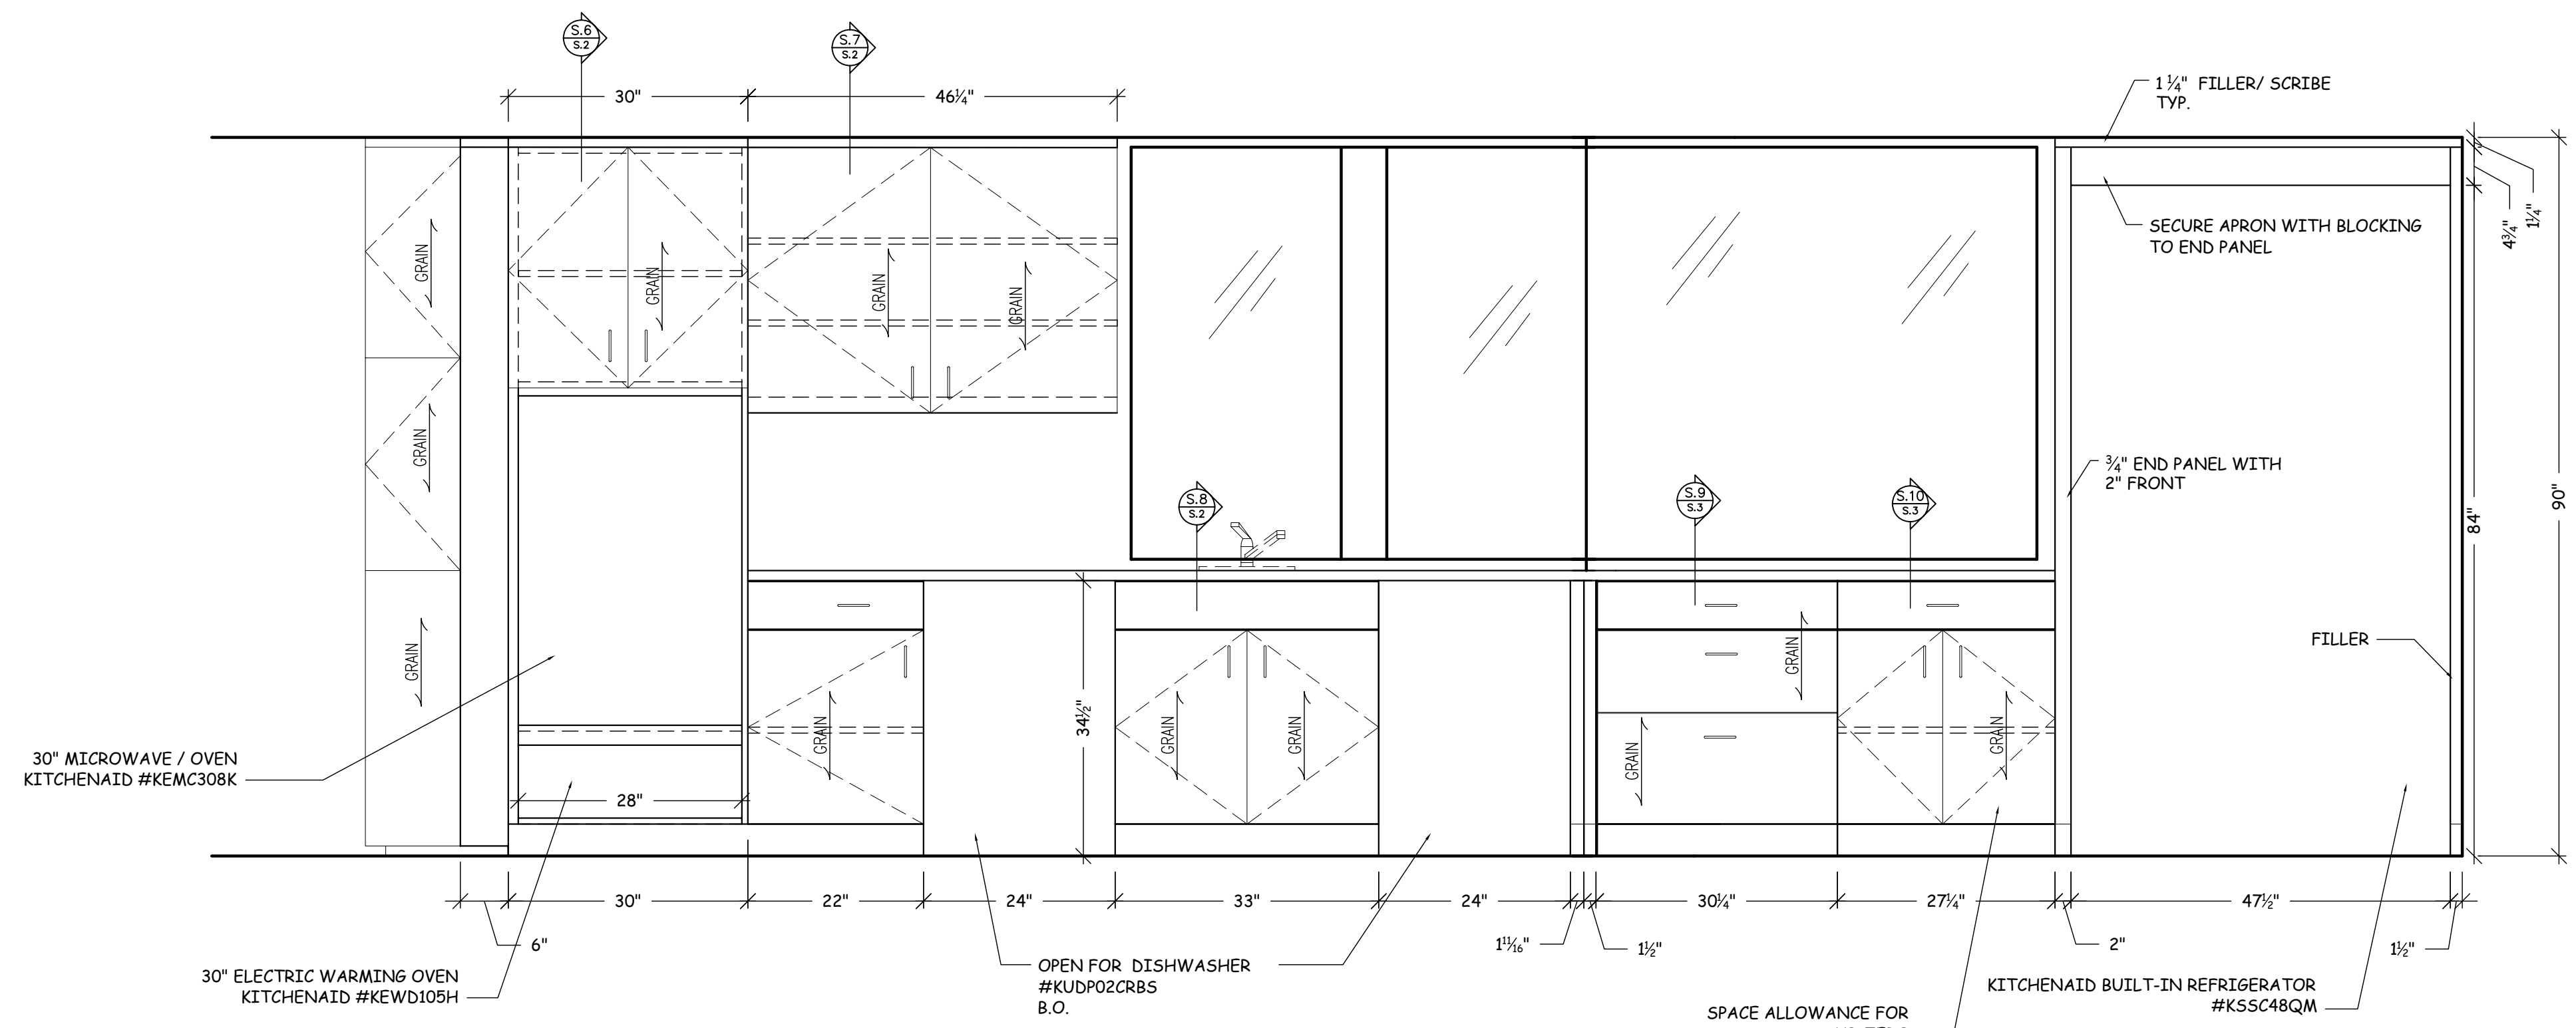 S.6
S.2
S.7
S.2
30"
46¼"
1 ¼" FILLER/ SCRIBE
TYP.
SECURE APRON WITH BLOCKING
TO END PANEL
4¾"
1¼"
GRAIN
GRAIN
GRAIN
GRAIN
GRAIN
GRAIN
¾" END PANEL WITH
2" FRONT
90"
84"
S.8
S.2
S.9
S.3
S.10
S.3
FILLER
GRAIN
GRAIN
GRAIN
GRAIN
GRAIN
GRAIN
GRAIN
34½"
30" MICROWAVE / OVEN
KITCHENAID #KEMC308K
28"
30"
22"
24"
33"
24"
30¼"
27¼"
47½"
6"
1¹¹⁄₁₆"
1½"
2"
1½"
30" ELECTRIC WARMING OVEN
KITCHENAID #KEWD105H
OPEN FOR DISHWASHER
#KUDP02CRBS
B.O.
KITCHENAID BUILT-IN REFRIGERATOR
#KSSC48QM
SPACE ALLOWANCE FOR